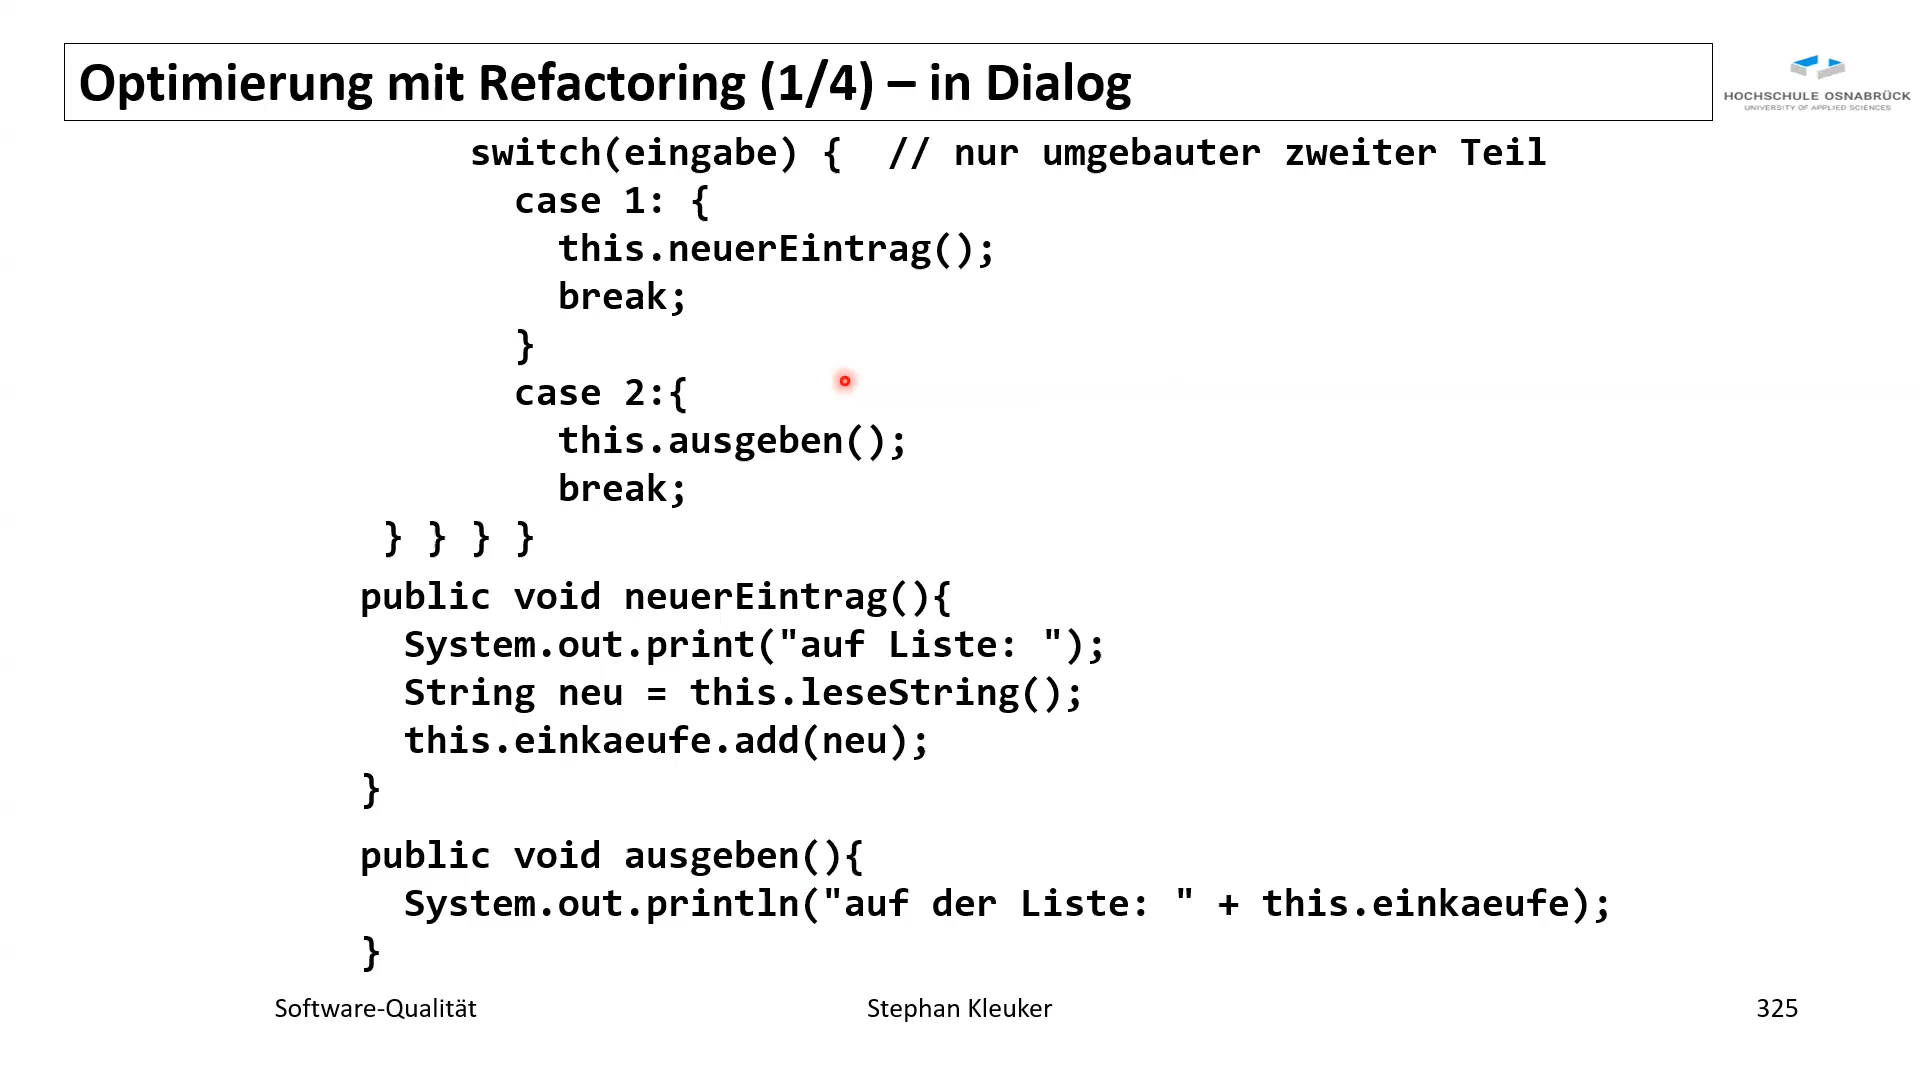 Optimierung mit Refactoring (1/4) – in Dialog
HOCHSCHULE OSNABRÜCK
UNIVERSITY OF APPLIED SCIENCES
switch(eingabe) {  // nur umgebauter zweiter Teil
case 1: {
this.neuerEintrag();
break;
}
case 2:{
this.ausgeben();
break;
} } } }
public void neuerEintrag(){
System.out.print("auf Liste: ");
String neu = this.leseString();
this.einkaeufe.add(neu);
}
public void ausgeben(){
System.out.println("auf der Liste: " + this.einkaeufe);
}
Software-Qualität
Stephan Kleuker
325